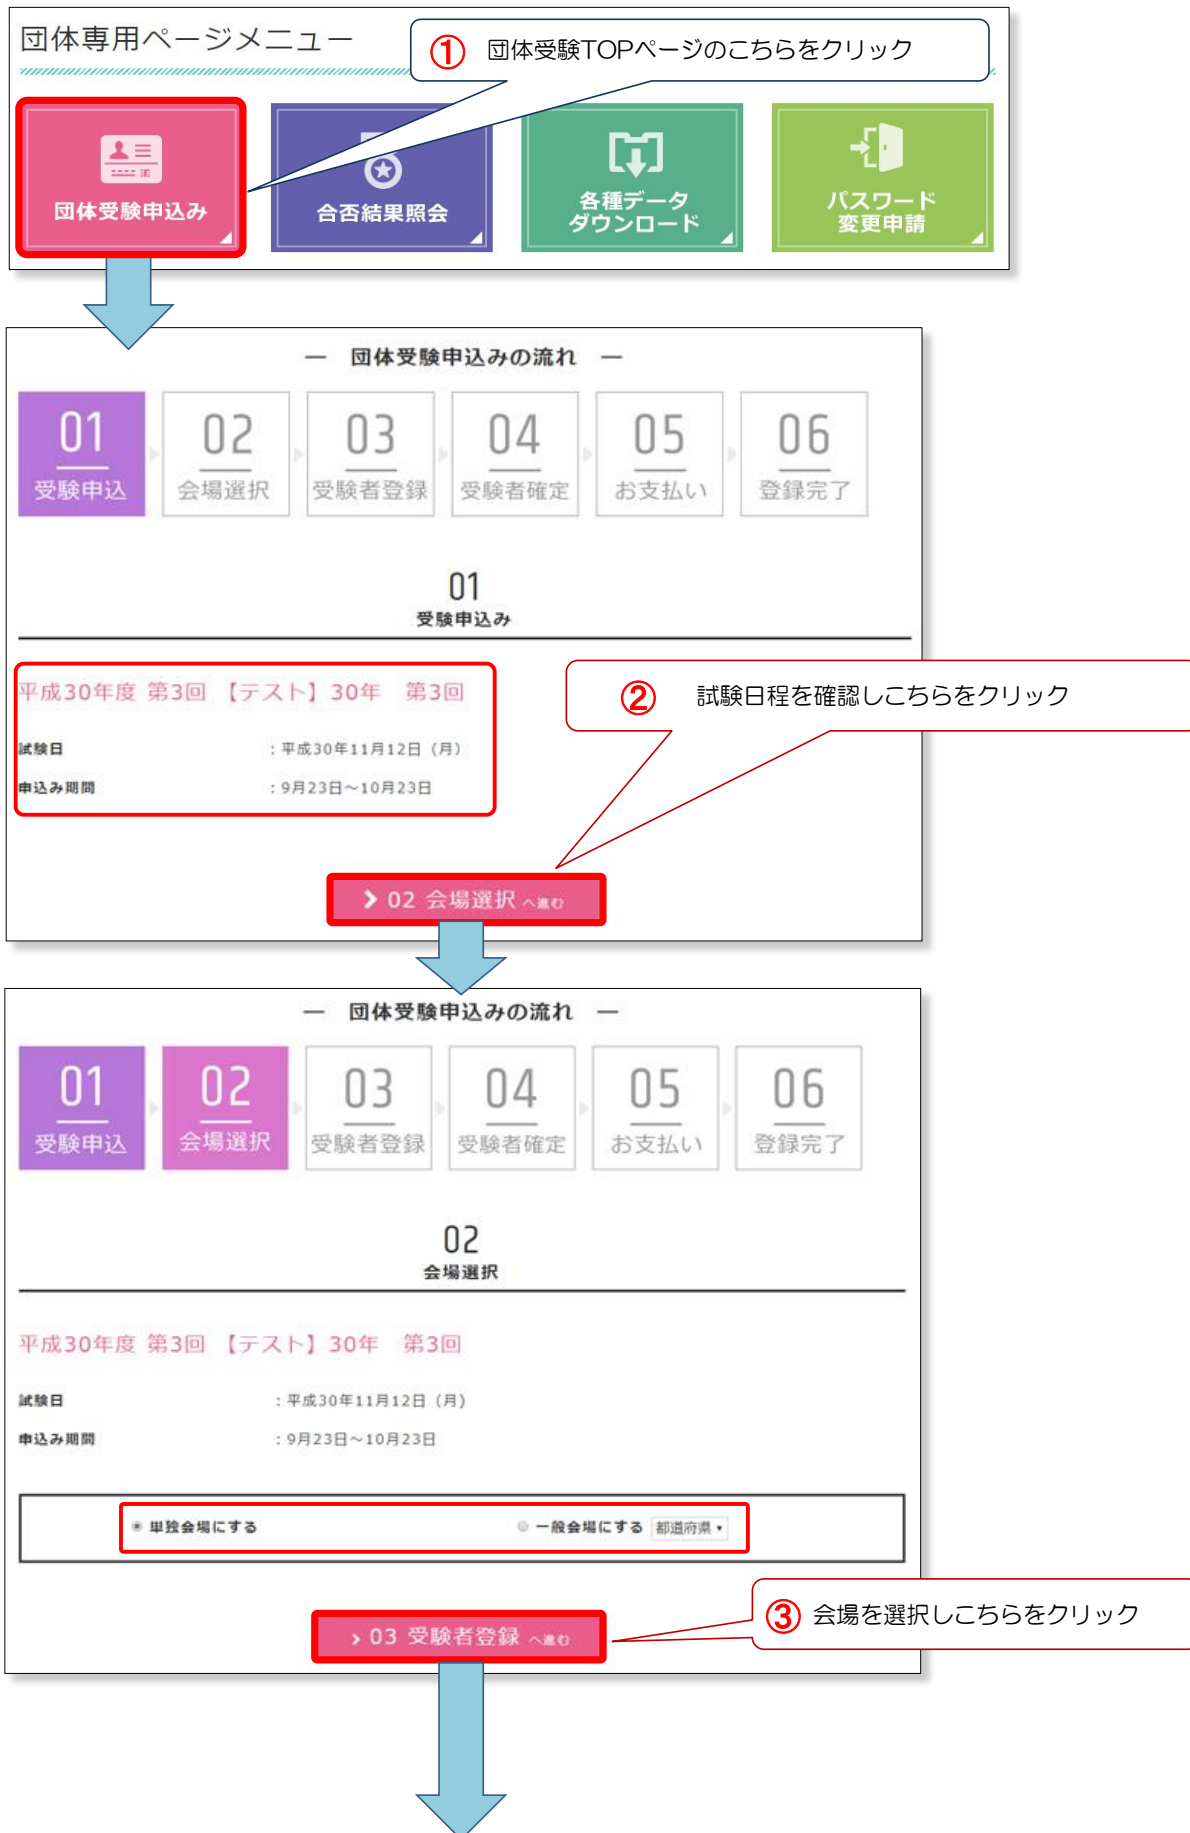 団体専用ページメニュー
① 団体受験TOPページのこちらをクリック
団体受験申込み
合否結果照会
各種データ
ダウンロード
パスワード
変更申請
― 団体受験申込みの流れ ―
01
受験申込
02
会場選択
03
受験者登録
04
受験者確定
05
お支払い
06
登録完了
01
受験申込み
平成30年度 第3回 【テスト】30年 第3回
試験日 : 平成30年11月12日（月）
申込み期間 : 9月23日～10月23日
② 試験日程を確認しこちらをクリック
02 会場選択 へ進む
― 団体受験申込みの流れ ―
01
受験申込
02
会場選択
03
受験者登録
04
受験者確定
05
お支払い
06
登録完了
02
会場選択
平成30年度 第3回 【テスト】30年 第3回
試験日 : 平成30年11月12日（月）
申込み期間 : 9月23日～10月23日
単独会場にする 一般会場にする 都道府県
③ 会場を選択しこちらをクリック
03 受験者登録 へ進む